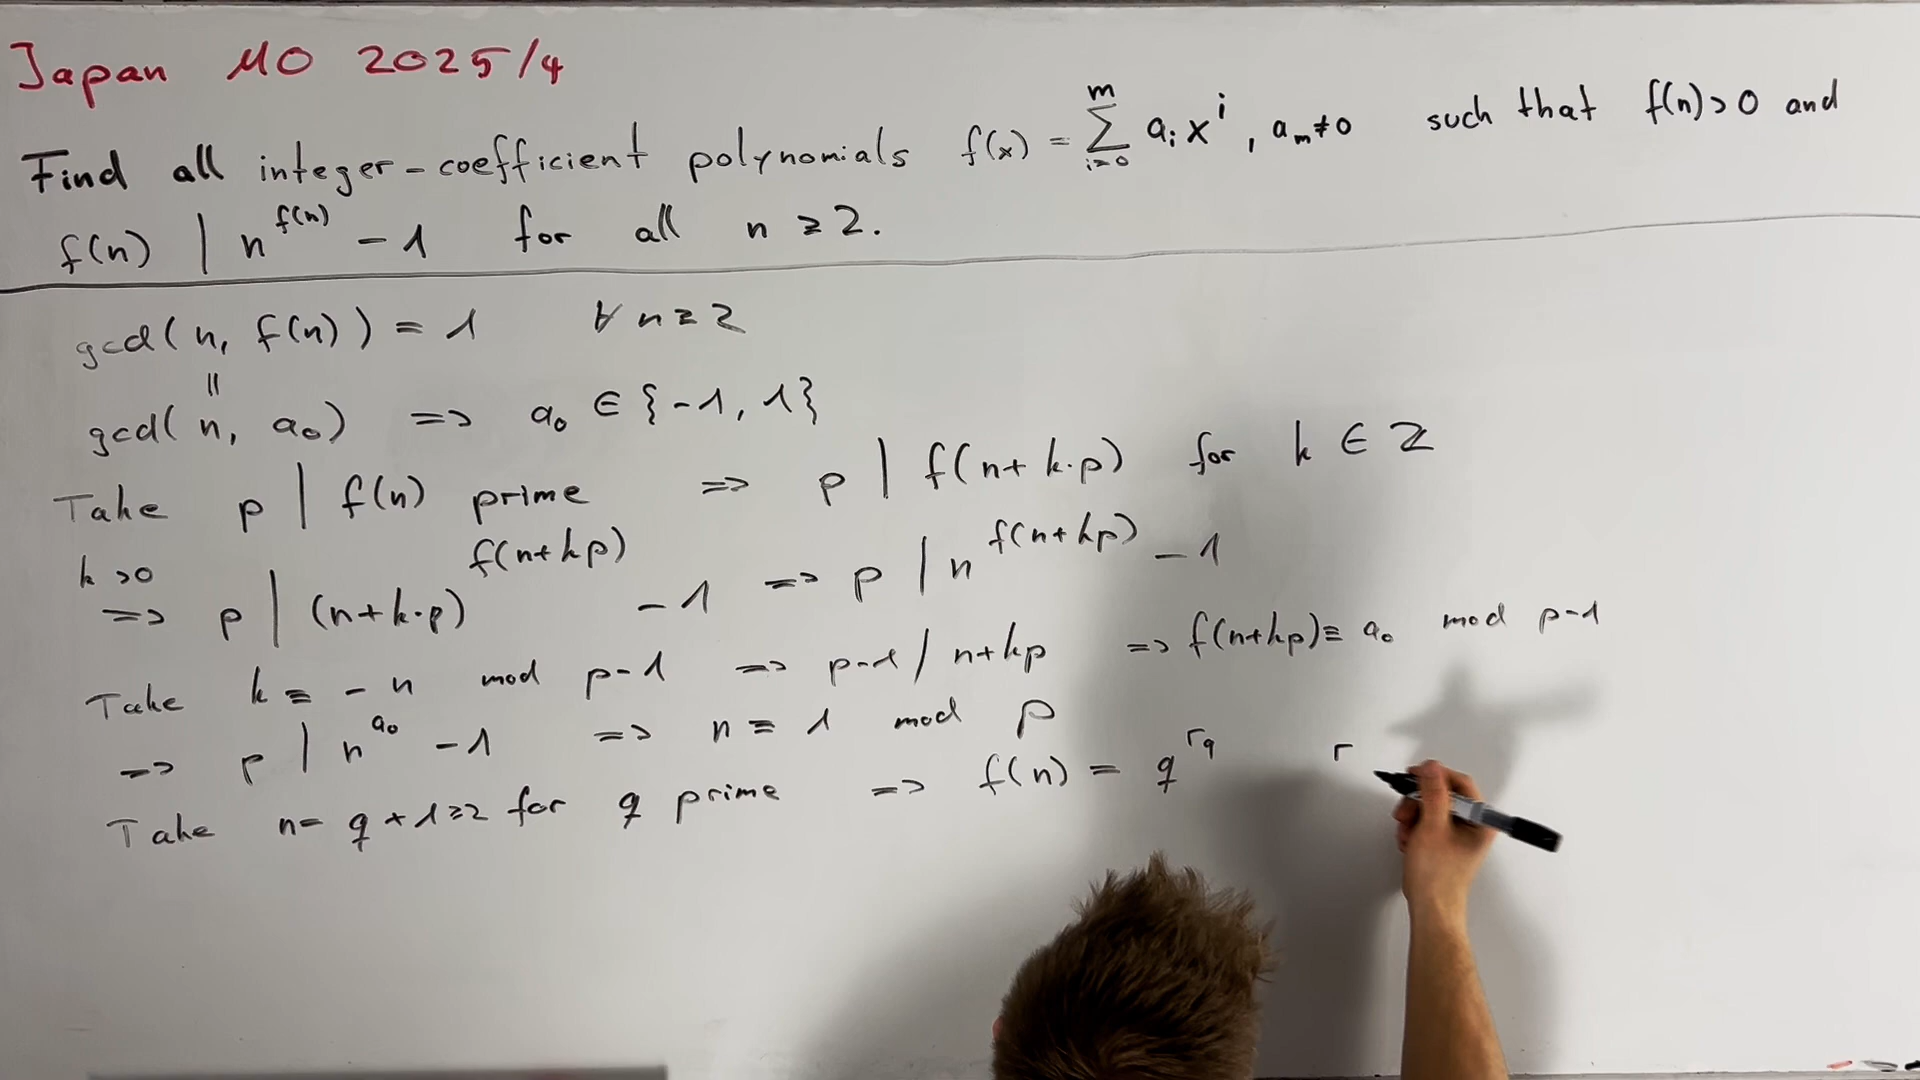 Japan MO 2025/4
Find all integer-coefficient polynomials f(x) = ∑_{i=0}^{m} a_i x^i , a_m ≠ 0 such that f(n) > 0 and
f(n) | n^{f(n)} - 1 for all n ≥ 2.
gcd(n, f(n)) = 1 ∀ n ≥ 2
=
gcd(n, a_0) => a_0 ∈ {-1, 1}
Take p | f(n) prime => p | f(n + k·p) for k ∈ ℤ
k > 0 => p | (n + k·p)^{f(n+kp)} - 1 => p | n^{f(n+kp)} - 1
Take k ≡ -n mod p-1 => p-1 | n+kp => f(n+kp) ≡ a_0 mod p-1
=> p | n^{a_0} - 1 => n ≡ 1 mod p
Take n = q + 1 ≥ 2 for q prime => f(n) = q^{r_q} r